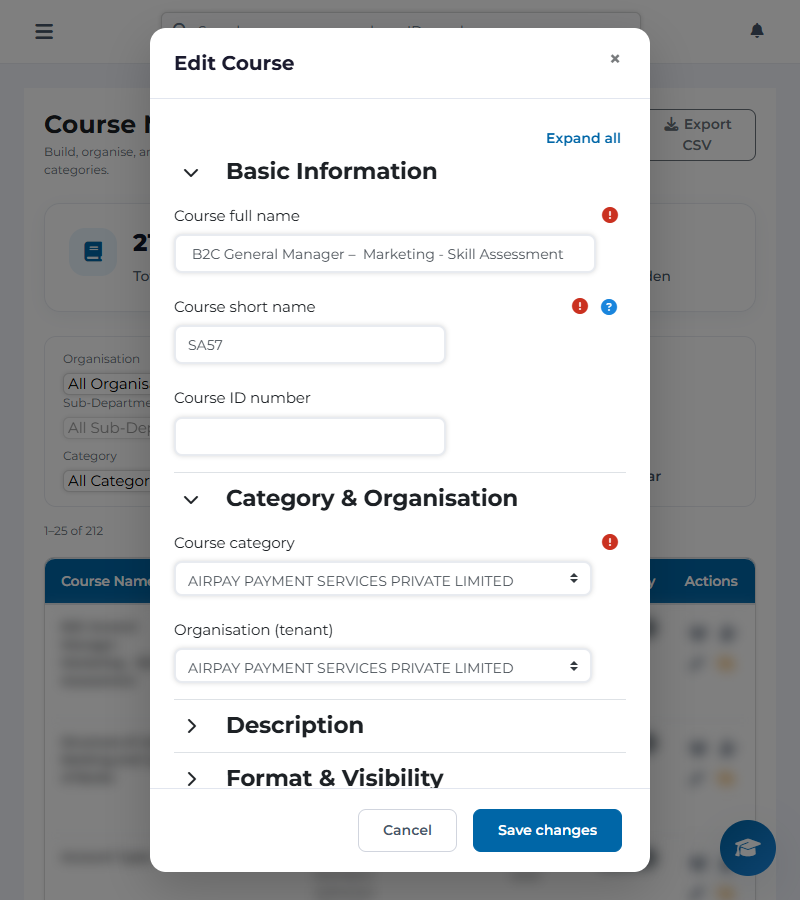 Edit Course
×
Course
Export
CSV
Build, organise,
categories.
Expand all
Basic Information
Course full name
B2C General Manager –  Marketing - Skill Assessment
Course short name
SA57
Course ID number
Organisation
All
Category
All
1–25 of 212
Category & Organisation
Course category
AIRPAY PAYMENT SERVICES PRIVATE LIMITED
Organisation (tenant)
AIRPAY PAYMENT SERVICES PRIVATE LIMITED
Course Name
Actions
Description
Format & Visibility
Cancel
Save changes